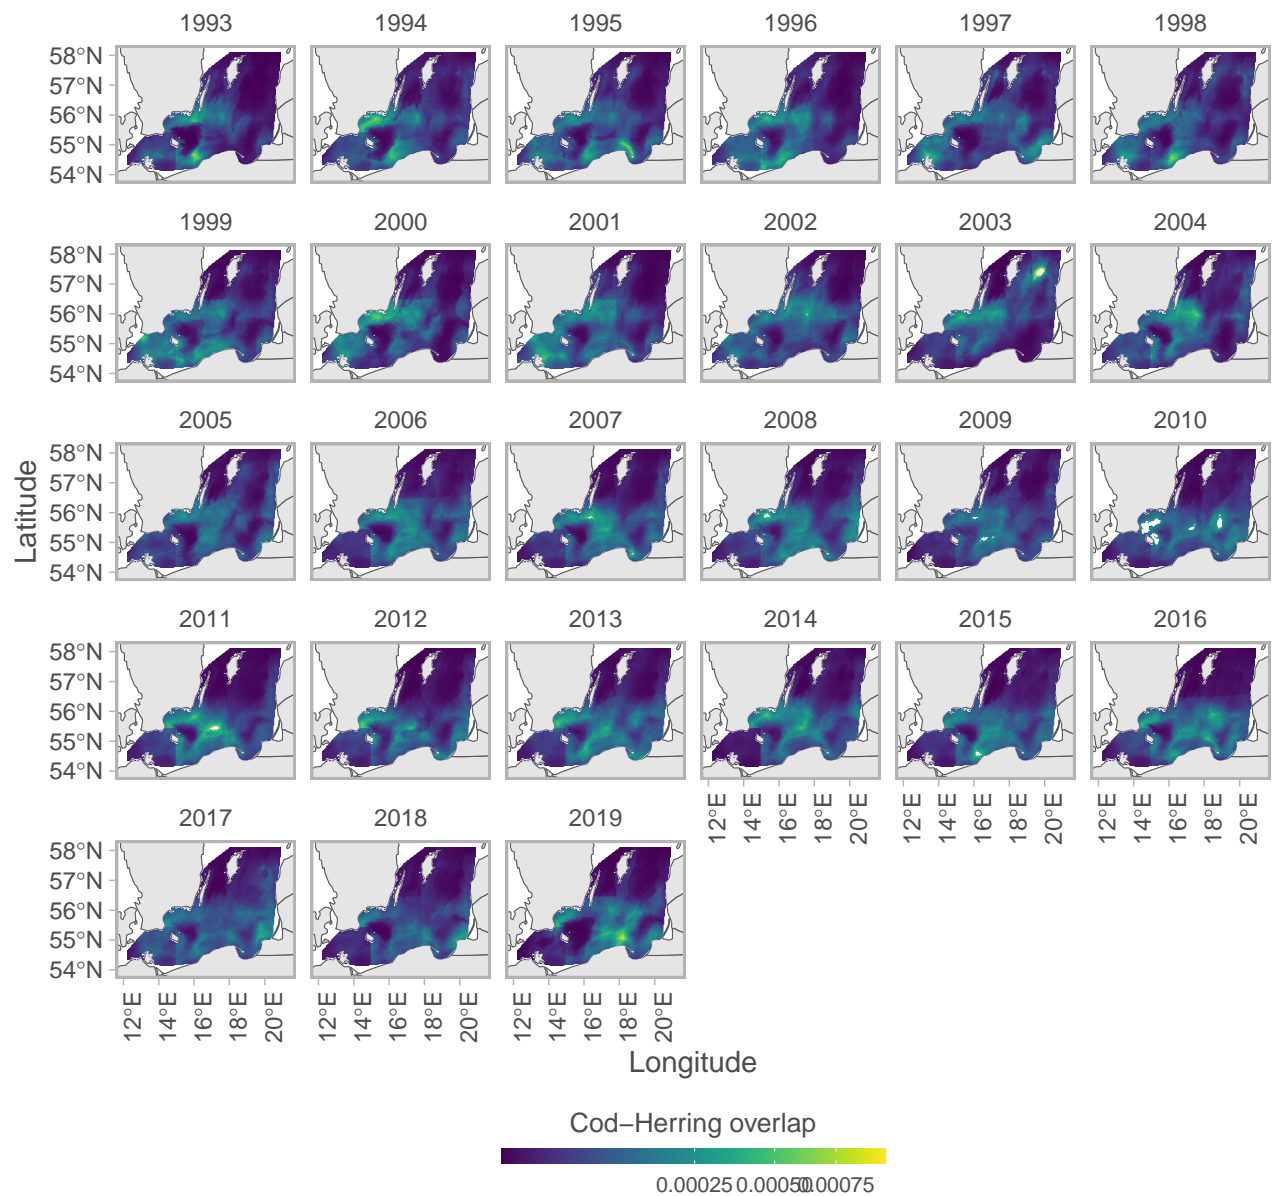 1993 1994 1995 1996 1997 1998
58°N
57°N
56°N
55°N
54°N
1999 2000 2001 2002 2003 2004
58°N
57°N
56°N
55°N
54°N
2005 2006 2007 2008 2009 2010
58°N
57°N
56°N
55°N
54°N
Latitude
2011 2012 2013 2014 2015 2016
58°N
57°N
56°N
55°N
54°N
12°E 14°E 16°E 18°E 20°E 12°E 14°E 16°E 18°E 20°E 12°E 14°E 16°E 18°E 20°E
2017 2018 2019
58°N
57°N
56°N
55°N
54°N
12°E 14°E 16°E 18°E 20°E 12°E 14°E 16°E 18°E 20°E 12°E 14°E 16°E 18°E 20°E
Longitude
Cod−Herring overlap
0.00025 0.00050 0.00075